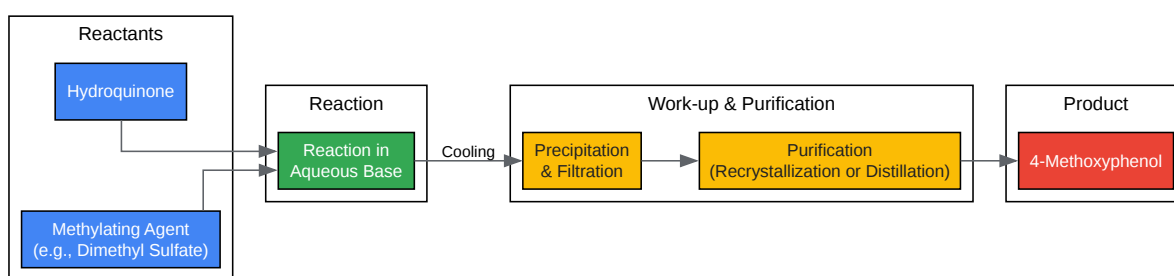 Reactants
Hydroquinone
Methylating Agent
(e.g., Dimethyl Sulfate)
Reaction
Reaction in
Aqueous Base
Cooling
Work-up & Purification
Precipitation
& Filtration
Purification
(Recrystallization or Distillation)
Product
4-Methoxyphenol